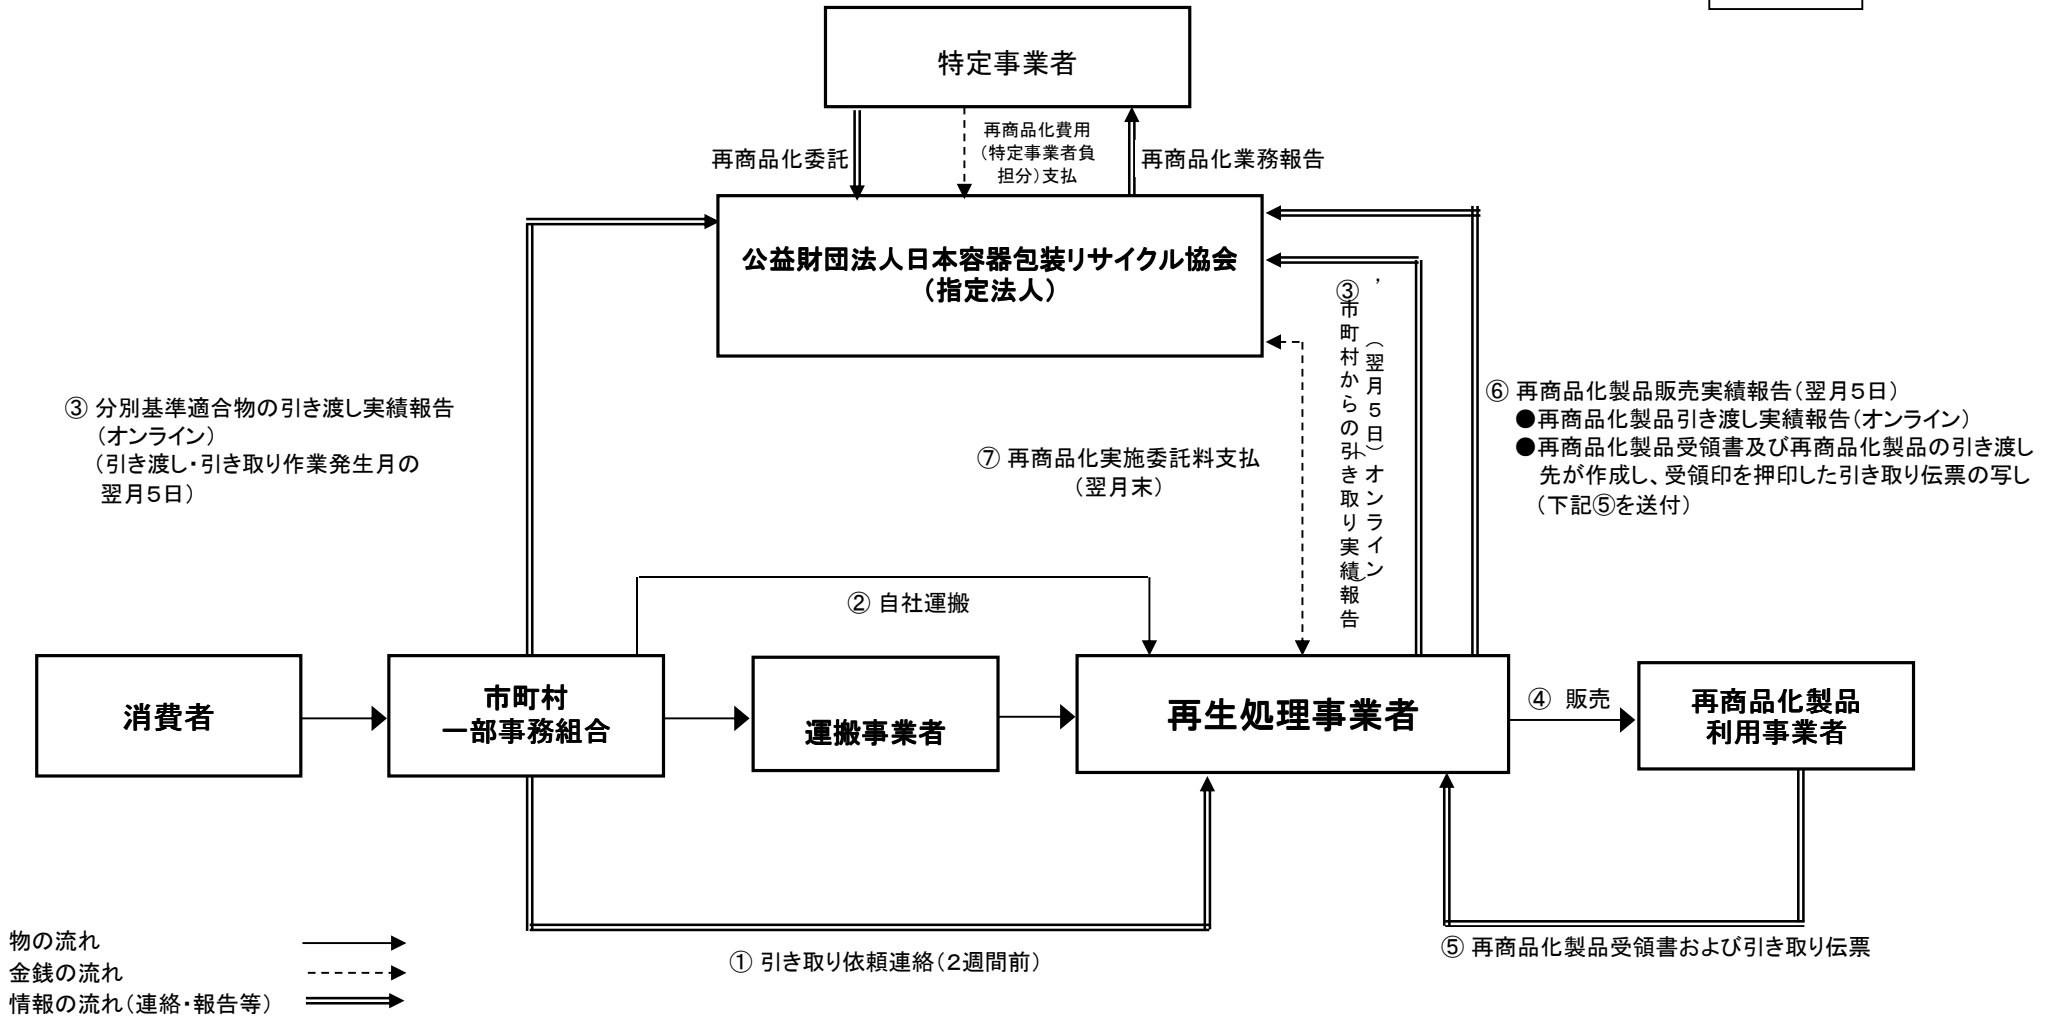 特定事業者
再商品化委託
再商品化費用
(特定事業者負
担分)支払
再商品化業務報告
公益財団法人日本容器包装リサイクル協会
(指定法人)
③ 分別基準適合物の引き渡し実績報告
(オンライン)
(引き渡し・引き取り作業発生月の
翌月5日)
⑦ 再商品化実施委託料支払
(翌月末)
③市町村からの引き取り実績報告
(翌月5日)オンライン
⑥ 再商品化製品販売実績報告(翌月5日)
●再商品化製品引き渡し実績報告(オンライン)
●再商品化製品受領書及び再商品化製品の引き渡し
先が作成し、受領印を押印した引き取り伝票の写し
(下記⑤を送付)
② 自社運搬
消費者
市町村
一部事務組合
運搬事業者
再生処理事業者
④ 販売
再商品化製品
利用事業者
① 引き取り依頼連絡(2週間前)
⑤ 再商品化製品受領書および引き取り伝票
物の流れ
金銭の流れ
情報の流れ(連絡・報告等)